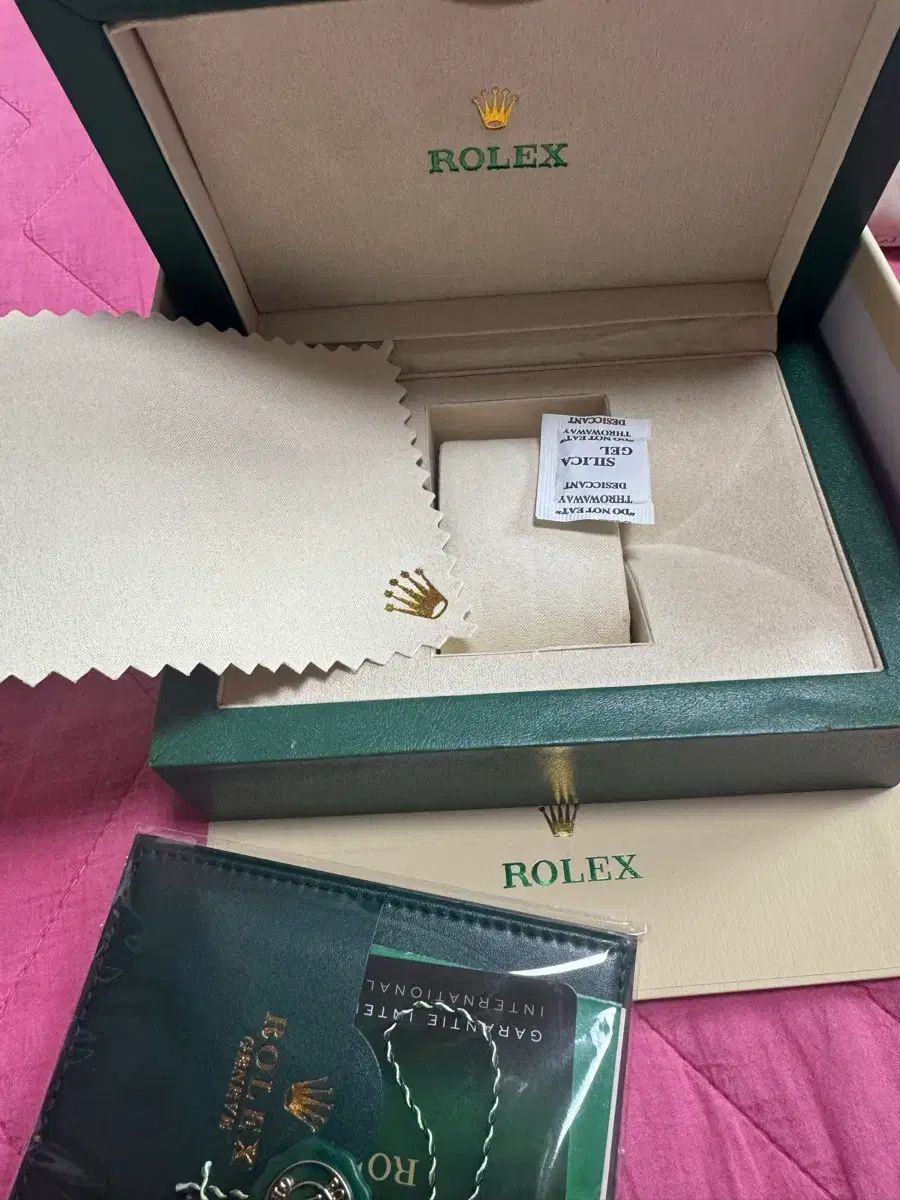 ROLEX
"DO NOT EAT"
THROWAWAY
DESICCANT
SILICA
GEL
"DO NOT EAT"
THROWAWAY
DESICCANT
ROLEX
INTERNATIONAL
GARANTIE INTE
ROLEX
GENEVE
RO